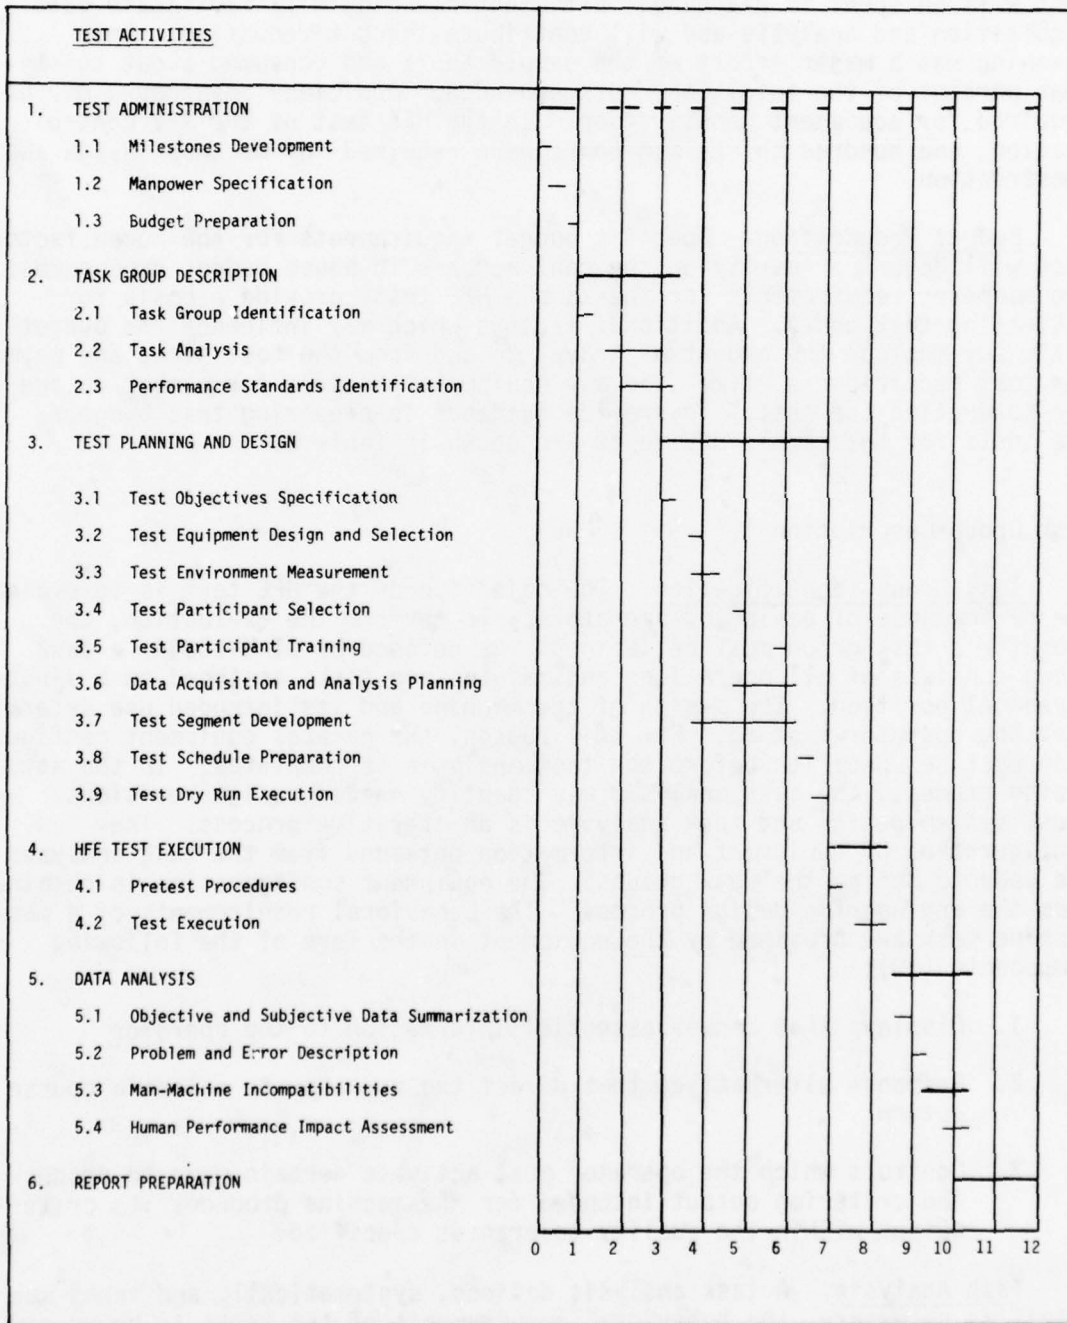 TEST ACTIVITIES
1. TEST ADMINISTRATION
1.1 Milestones Development
1.2 Manpower Specification
1.3 Budget Preparation
2. TASK GROUP DESCRIPTION
2.1 Task Group Identification
2.2 Task Analysis
2.3 Performance Standards Identification
3. TEST PLANNING AND DESIGN
3.1 Test Objectives Specification
3.2 Test Equipment Design and Selection
3.3 Test Environment Measurement
3.4 Test Participant Selection
3.5 Test Participant Training
3.6 Data Acquisition and Analysis Planning
3.7 Test Segment Development
3.8 Test Schedule Preparation
3.9 Test Dry Run Execution
4. HFE TEST EXECUTION
4.1 Pretest Procedures
4.2 Test Execution
5. DATA ANALYSIS
5.1 Objective and Subjective Data Summarization
5.2 Problem and Error Description
5.3 Man-Machine Incompatibilities
5.4 Human Performance Impact Assessment
6. REPORT PREPARATION
0 1 2 3 4 5 6 7 8 9 10 11 12